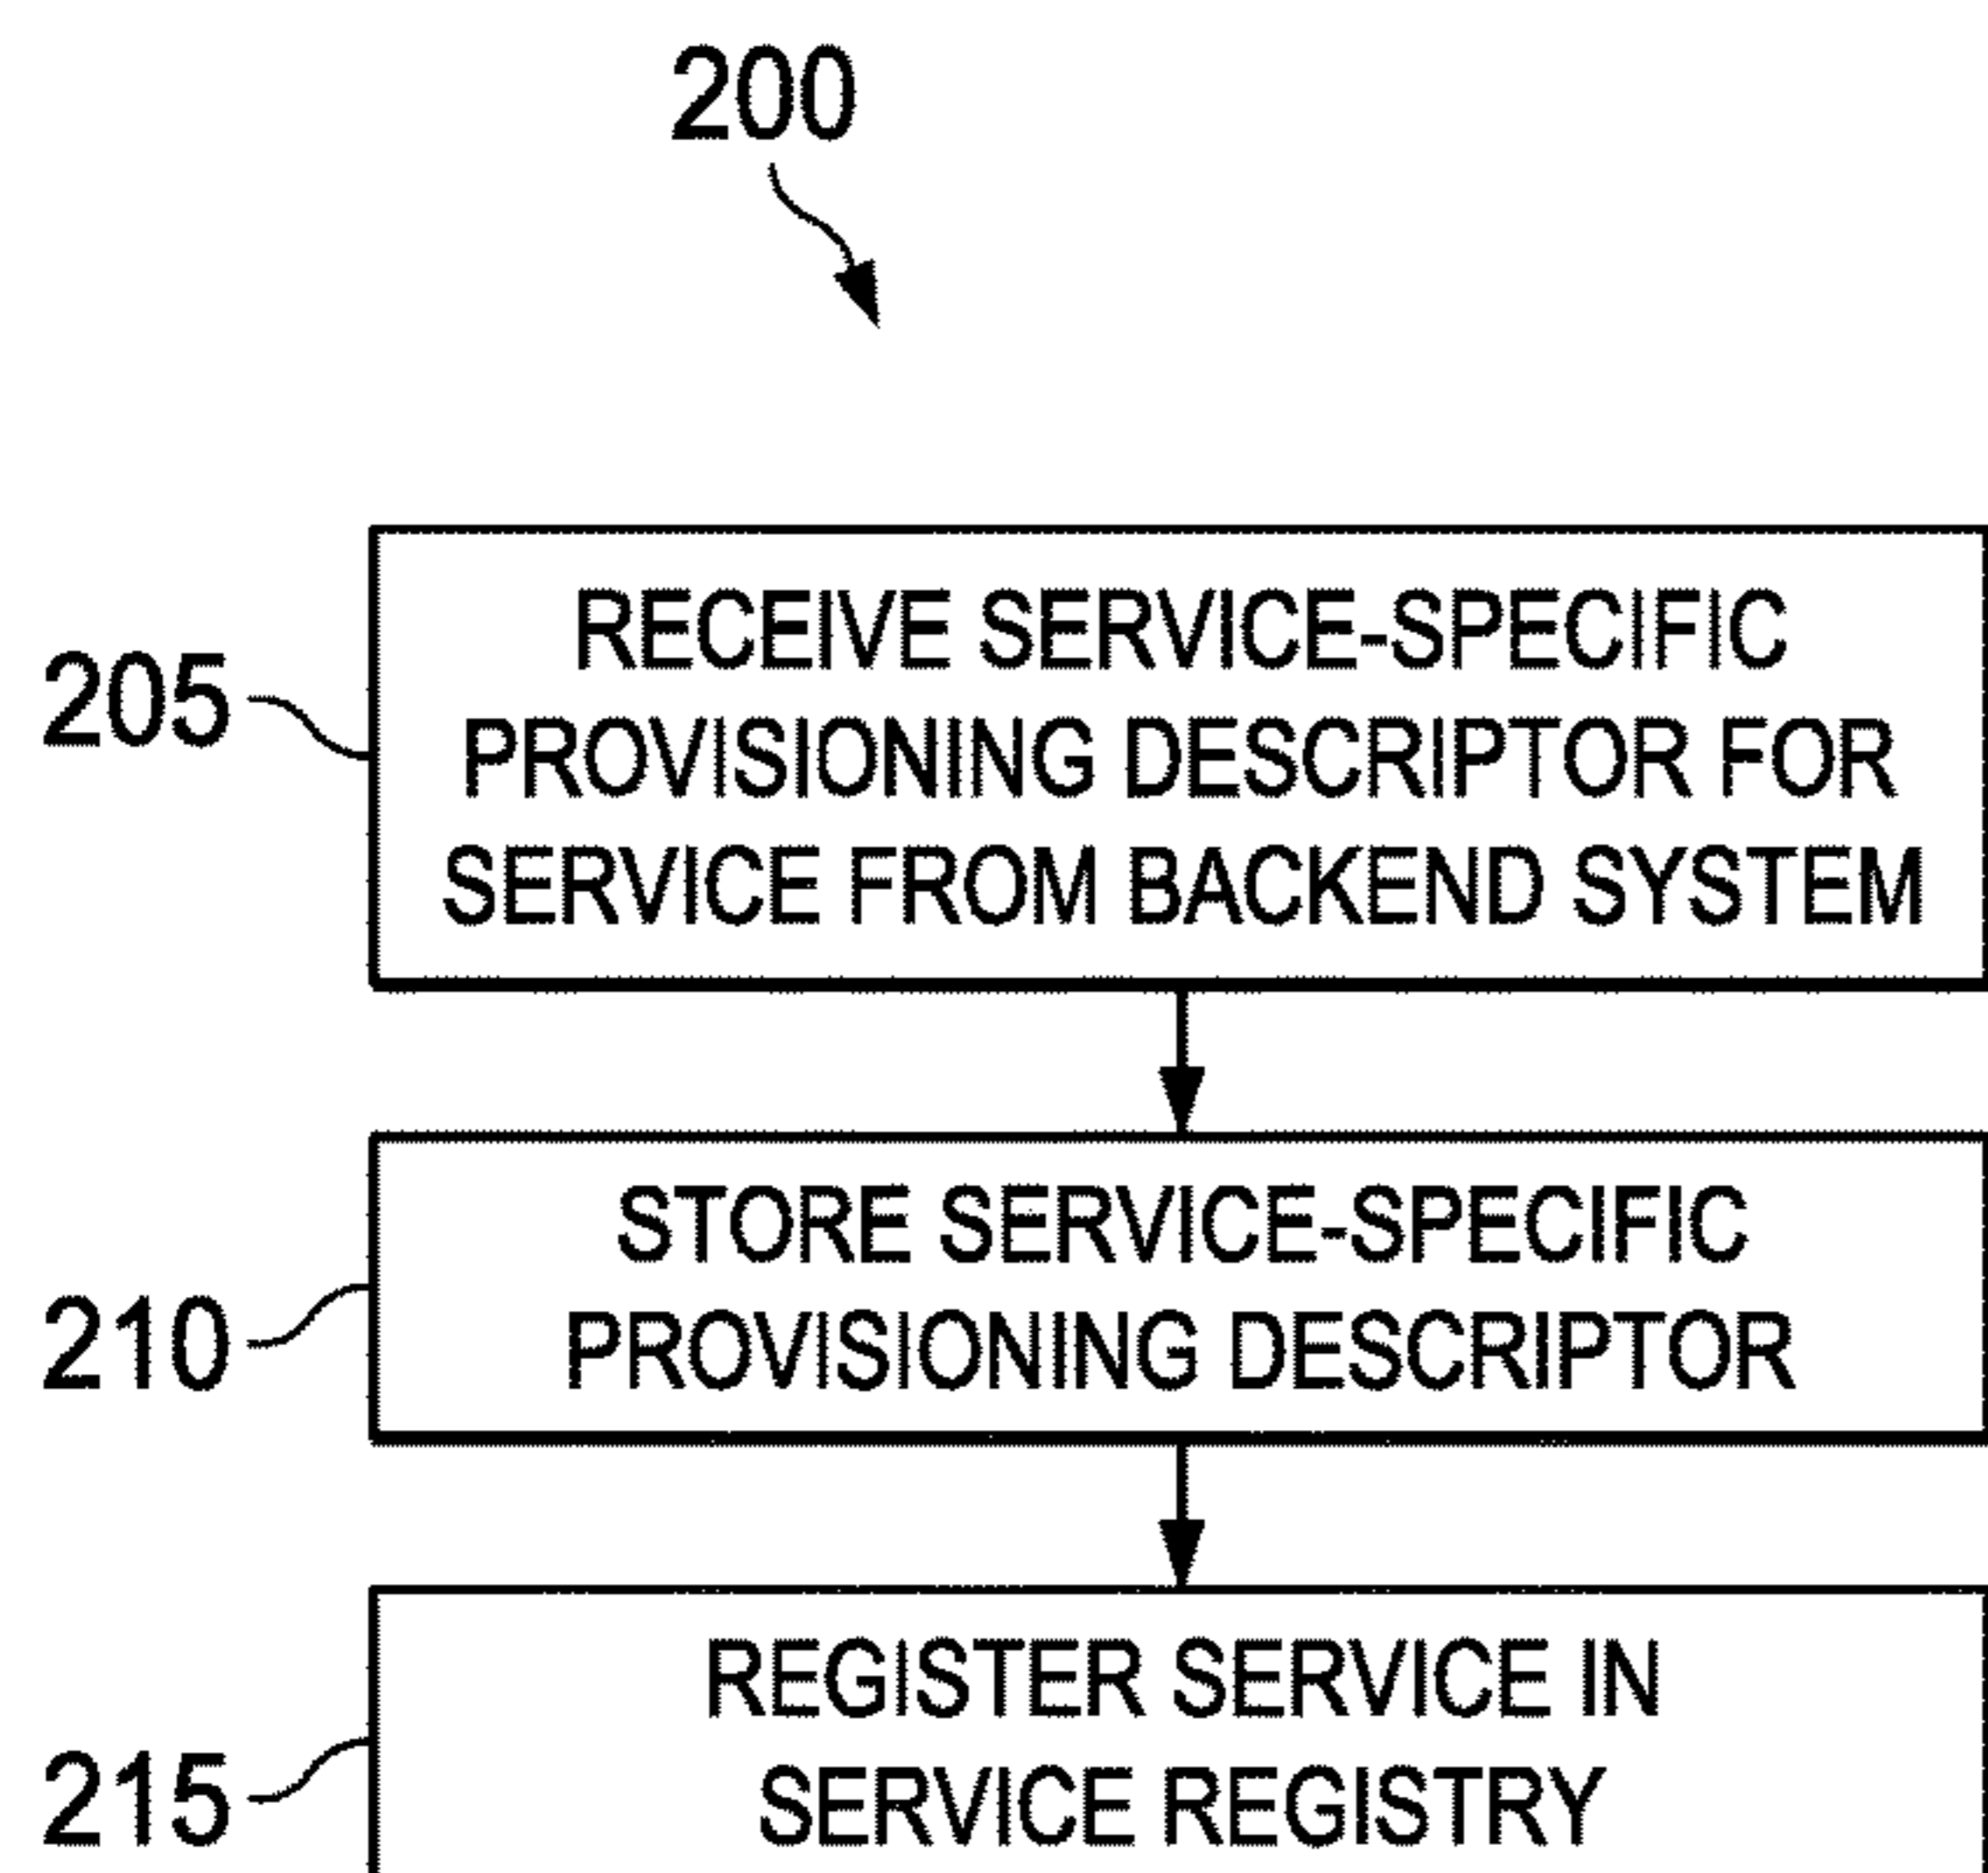 200
205
RECEIVE SERVICE-SPECIFIC
PROVISIONING DESCRIPTOR FOR
SERVICE FROM BACKEND SYSTEM
210
STORE SERVICE-SPECIFIC
PROVISIONING DESCRIPTOR
215
REGISTER SERVICE IN
SERVICE REGISTRY